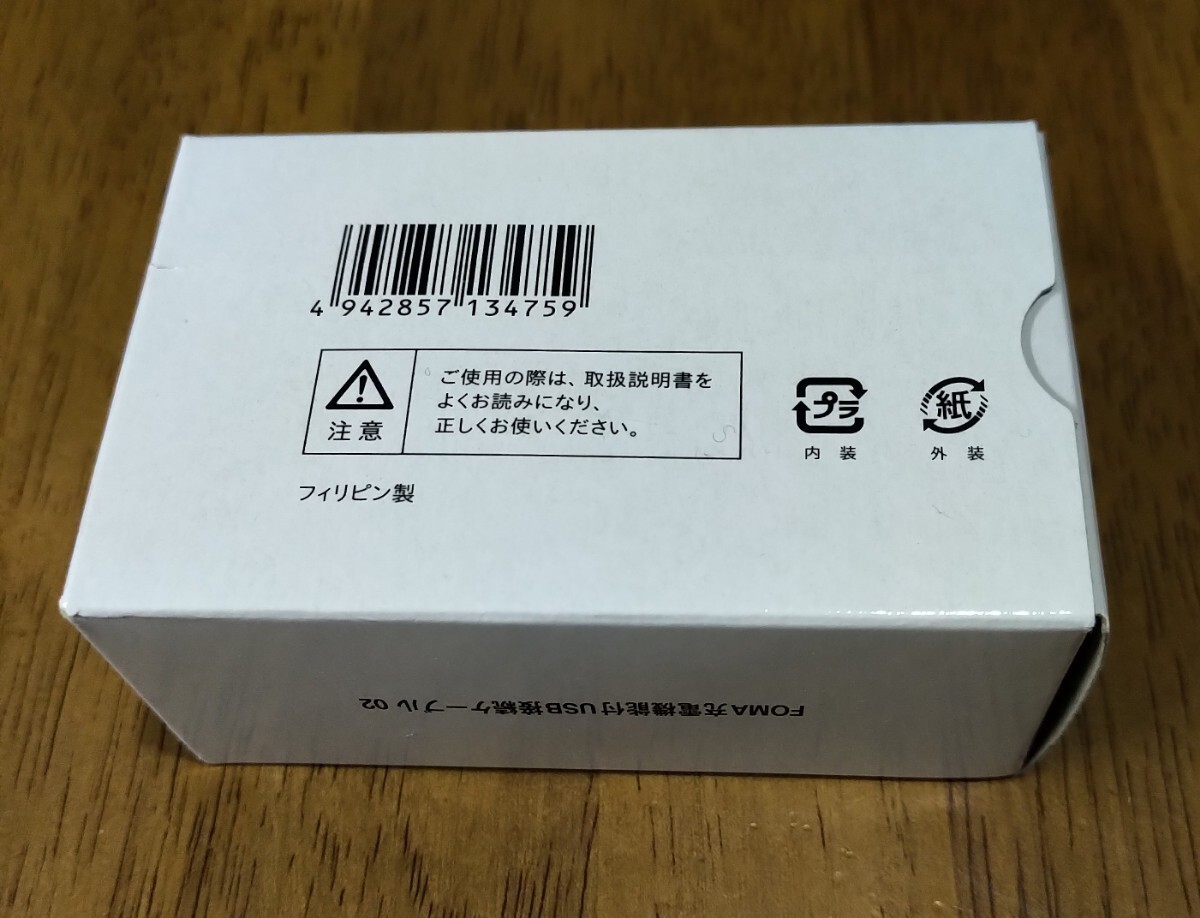 4 942857 134759
注意
ご使用の際は、取扱説明書を
よくお読みになり、
正しくお使いください。
プラ
内装
紙
外装
フィリピン製
FOMA充電機能付USB接続ケーブル 02